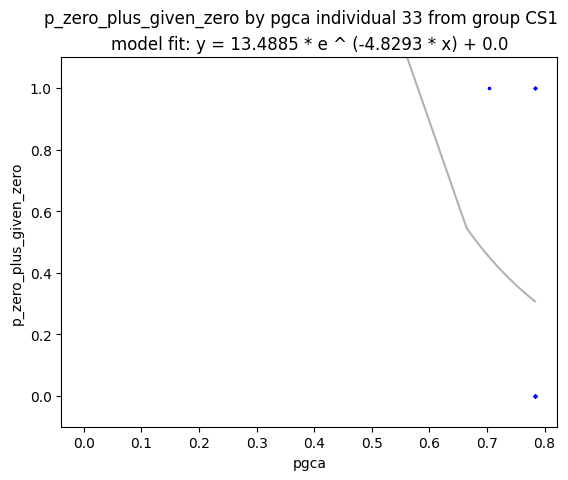 p_zero_plus_given_zero by pgca individual 33 from group CS1
model fit: y = 13.4885 * e ^ (-4.8293 * x) + 0.0
1.0
0.8
0.6
0.4
0.2
0.0
p_zero_plus_given_zero
0.0 0.1 0.2 0.3 0.4 0.5 0.6 0.7 0.8
pgca